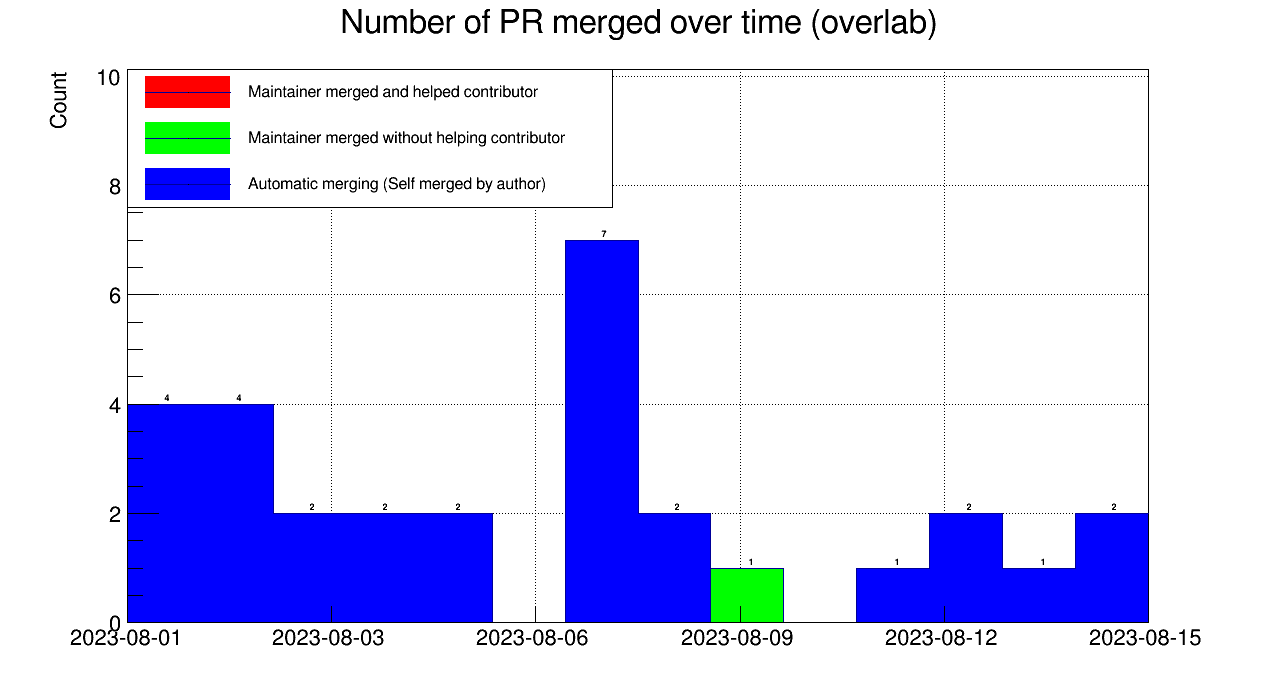 Number of PR merged over time (overlab)
Count
10
8
6
4
2
0
Maintainer merged and helped contributor
Maintainer merged without helping contributor
Automatic merging (Self merged by author)
4 4 2 2 2 7 2 1 1 2 1 2
2023-08-01 2023-08-03 2023-08-06 2023-08-09 2023-08-12 2023-08-15